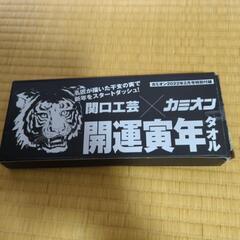 カミオン2022年2月号特別付録
名匠が描いた干支の寅で
新年をスタートダッシュ!
関口工芸×カミオン
開運寅年タオル